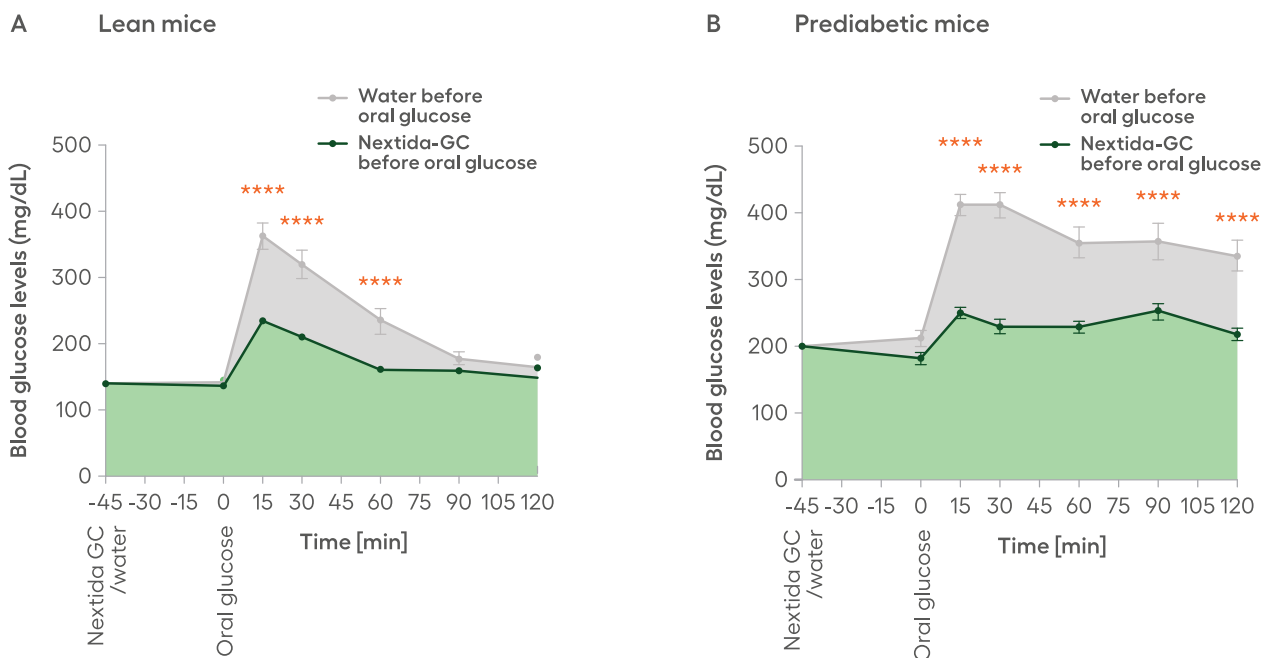 A Lean mice
Water before
oral glucose
Nextida-GC
before oral glucose
Blood glucose levels (mg/dL)
500
400
300
200
100
0
****
****
****
-45 -30 -15 0 15 30 45 60 75 90 105 120
Time [min]
Nextida GC
/water
Oral glucose
B Prediabetic mice
Water before
oral glucose
Nextida-GC
before oral glucose
Blood glucose levels (mg/dL)
500
400
300
200
100
0
****
****
****
****
****
-45 -30 -15 0 15 30 45 60 75 90 105 120
Time [min]
Nextida GC
/water
Oral glucose